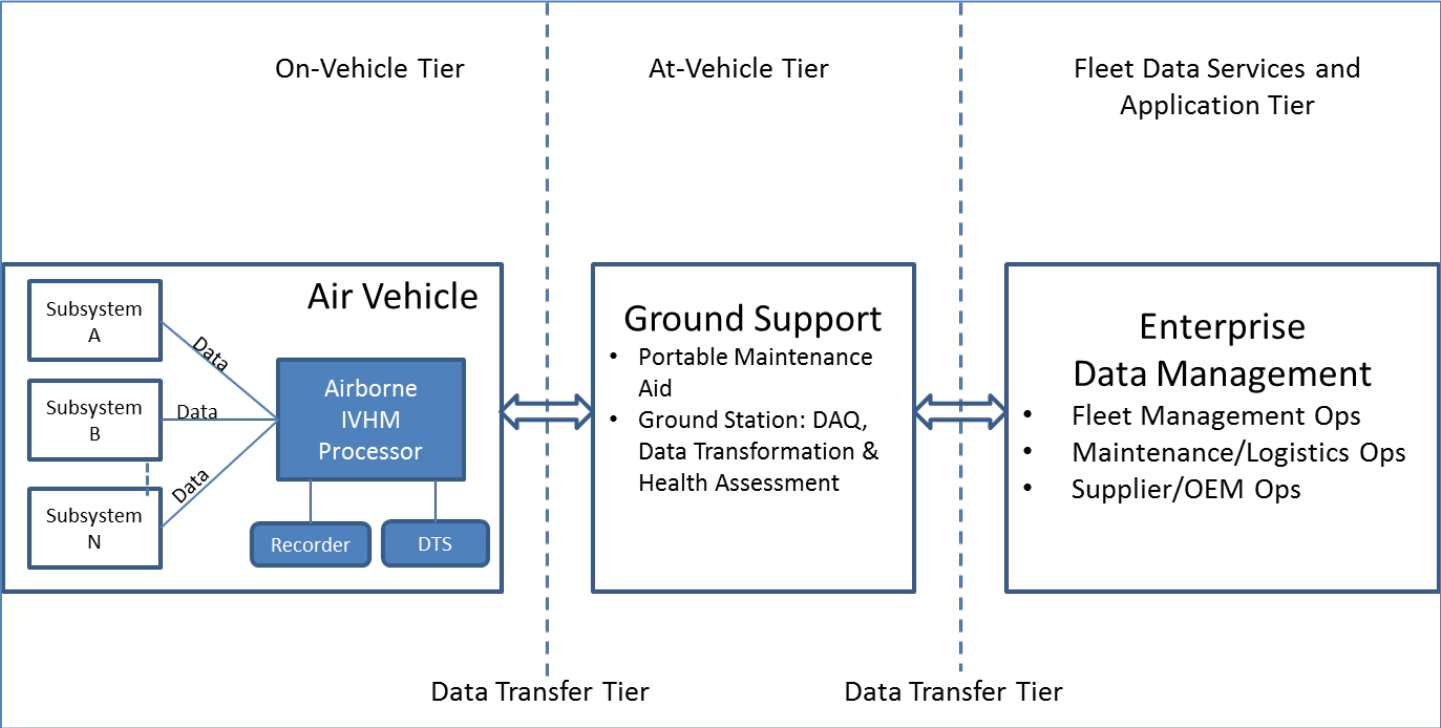 On-Vehicle Tier
At-Vehicle Tier
Fleet Data Services and
Application Tier
Air Vehicle
Subsystem
A
Data
Subsystem
B
Data
Subsystem
N
Data
Airborne
IVHM
Processor
Recorder
DTS
Ground Support
• Portable Maintenance
Aid
• Ground Station: DAQ,
Data Transformation &
Health Assessment
Enterprise
Data Management
• Fleet Management Ops
• Maintenance/Logistics Ops
• Supplier/OEM Ops
Data Transfer Tier
Data Transfer Tier